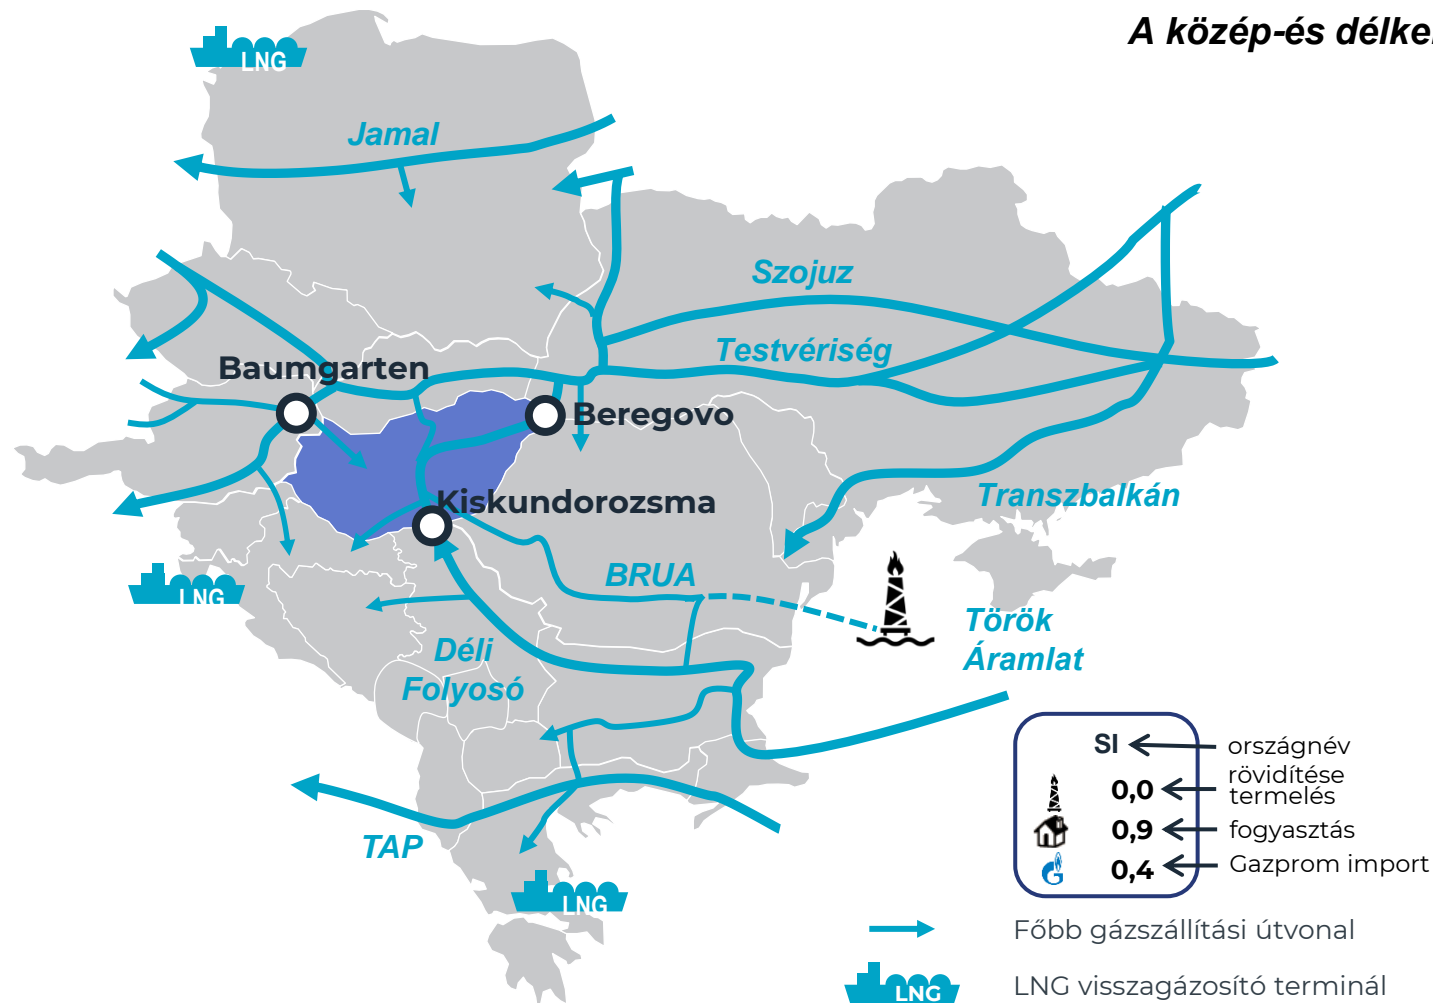 A közép-és délke
LNG
Jamal
Szojuz
Testvériség
Baumgarten
Beregovo
Transzbalkán
Kiskundorozsma
LNG
BRUA
Török
Áramlat
Déli
Folyosó
TAP
LNG
SI
országnév
rövidítése
0,0
termelés
0,9
fogyasztás
0,4
Gazprom import
Főbb gázszállítási útvonal
LNG
LNG visszagázosító terminál